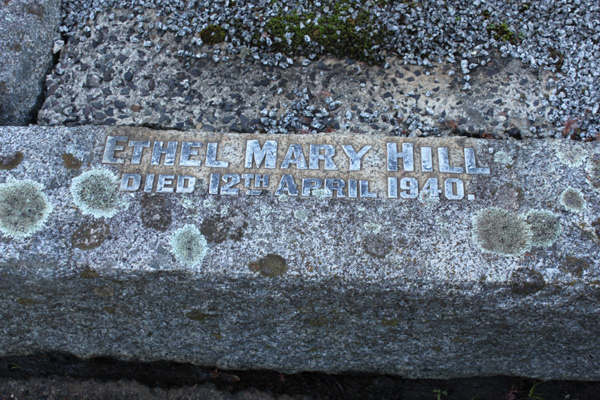 ETHEL MARY HILL
DIED 12TH APRIL 1940.